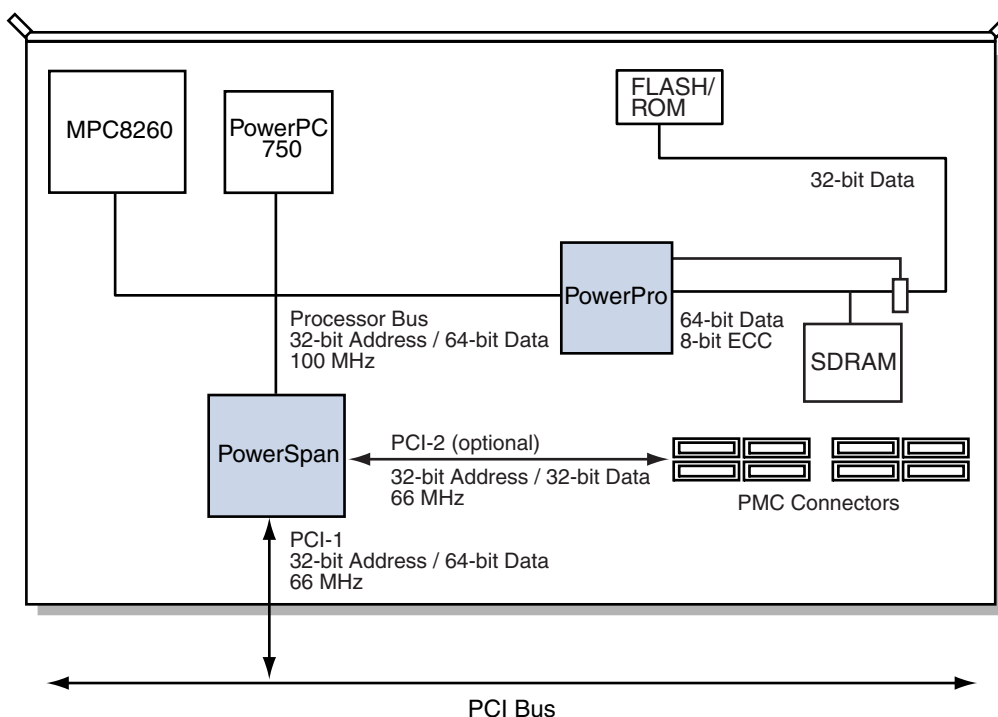 MPC8260
PowerPC
750
FLASH/
ROM
32-bit Data
PowerPro
Processor Bus
32-bit Address / 64-bit Data
100 MHz
64-bit Data
8-bit ECC
SDRAM
PowerSpan
PCI-2 (optional)
32-bit Address / 32-bit Data
66 MHz
PMC Connectors
PCI-1
32-bit Address / 64-bit Data
66 MHz
PCI Bus